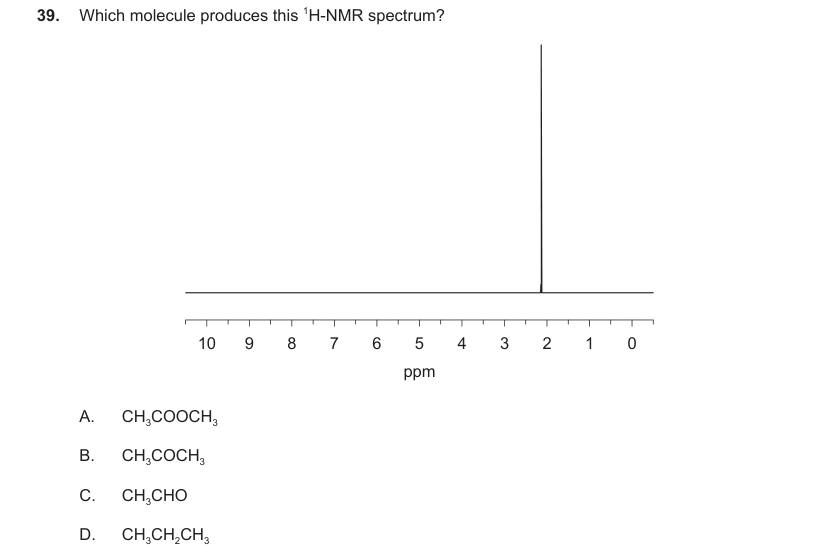 39. Which molecule produces this ¹H-NMR spectrum?
10 9 8 7 6 5 4 3 2 1 0
ppm
A. CH₃COOCH₃
B. CH₃COCH₃
C. CH₃CHO
D. CH₃CH₂CH₃